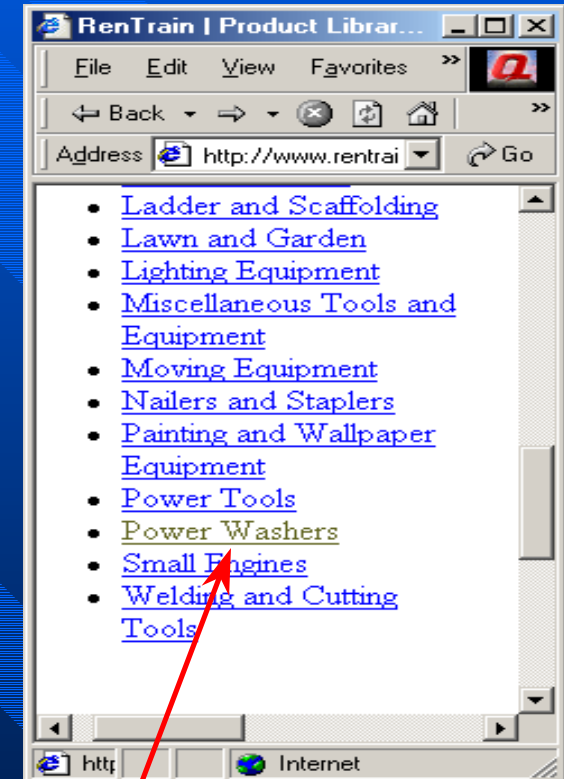 RenTrain | Product Librar...
File Edit View Favorites »
Back »
Address http://www.rentrai Go
• Ladder and Scaffolding
• Lawn and Garden
• Lighting Equipment
• Miscellaneous Tools and
Equipment
• Moving Equipment
• Nailers and Staplers
• Painting and Wallpaper
Equipment
• Power Tools
• Power Washers
• Small Engines
• Welding and Cutting
Tools
http Internet